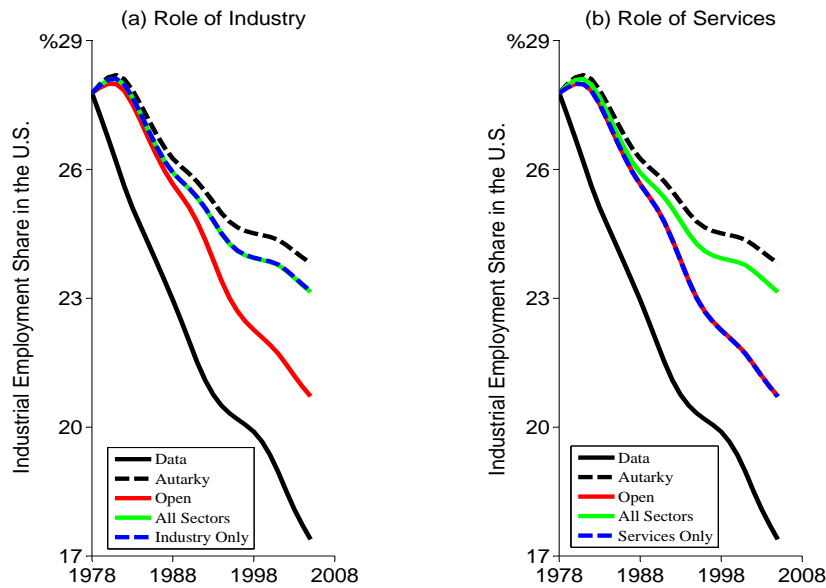 (a) Role of Industry
%29
26
23
20
17
1978
1988
1998
2008
Industrial Employment Share in the U.S.
Data
Autarky
Open
All Sectors
Industry Only
(b) Role of Services
%29
26
23
20
17
1978
1988
1998
2008
Industrial Employment Share in the U.S.
Data
Autarky
Open
All Sectors
Services Only